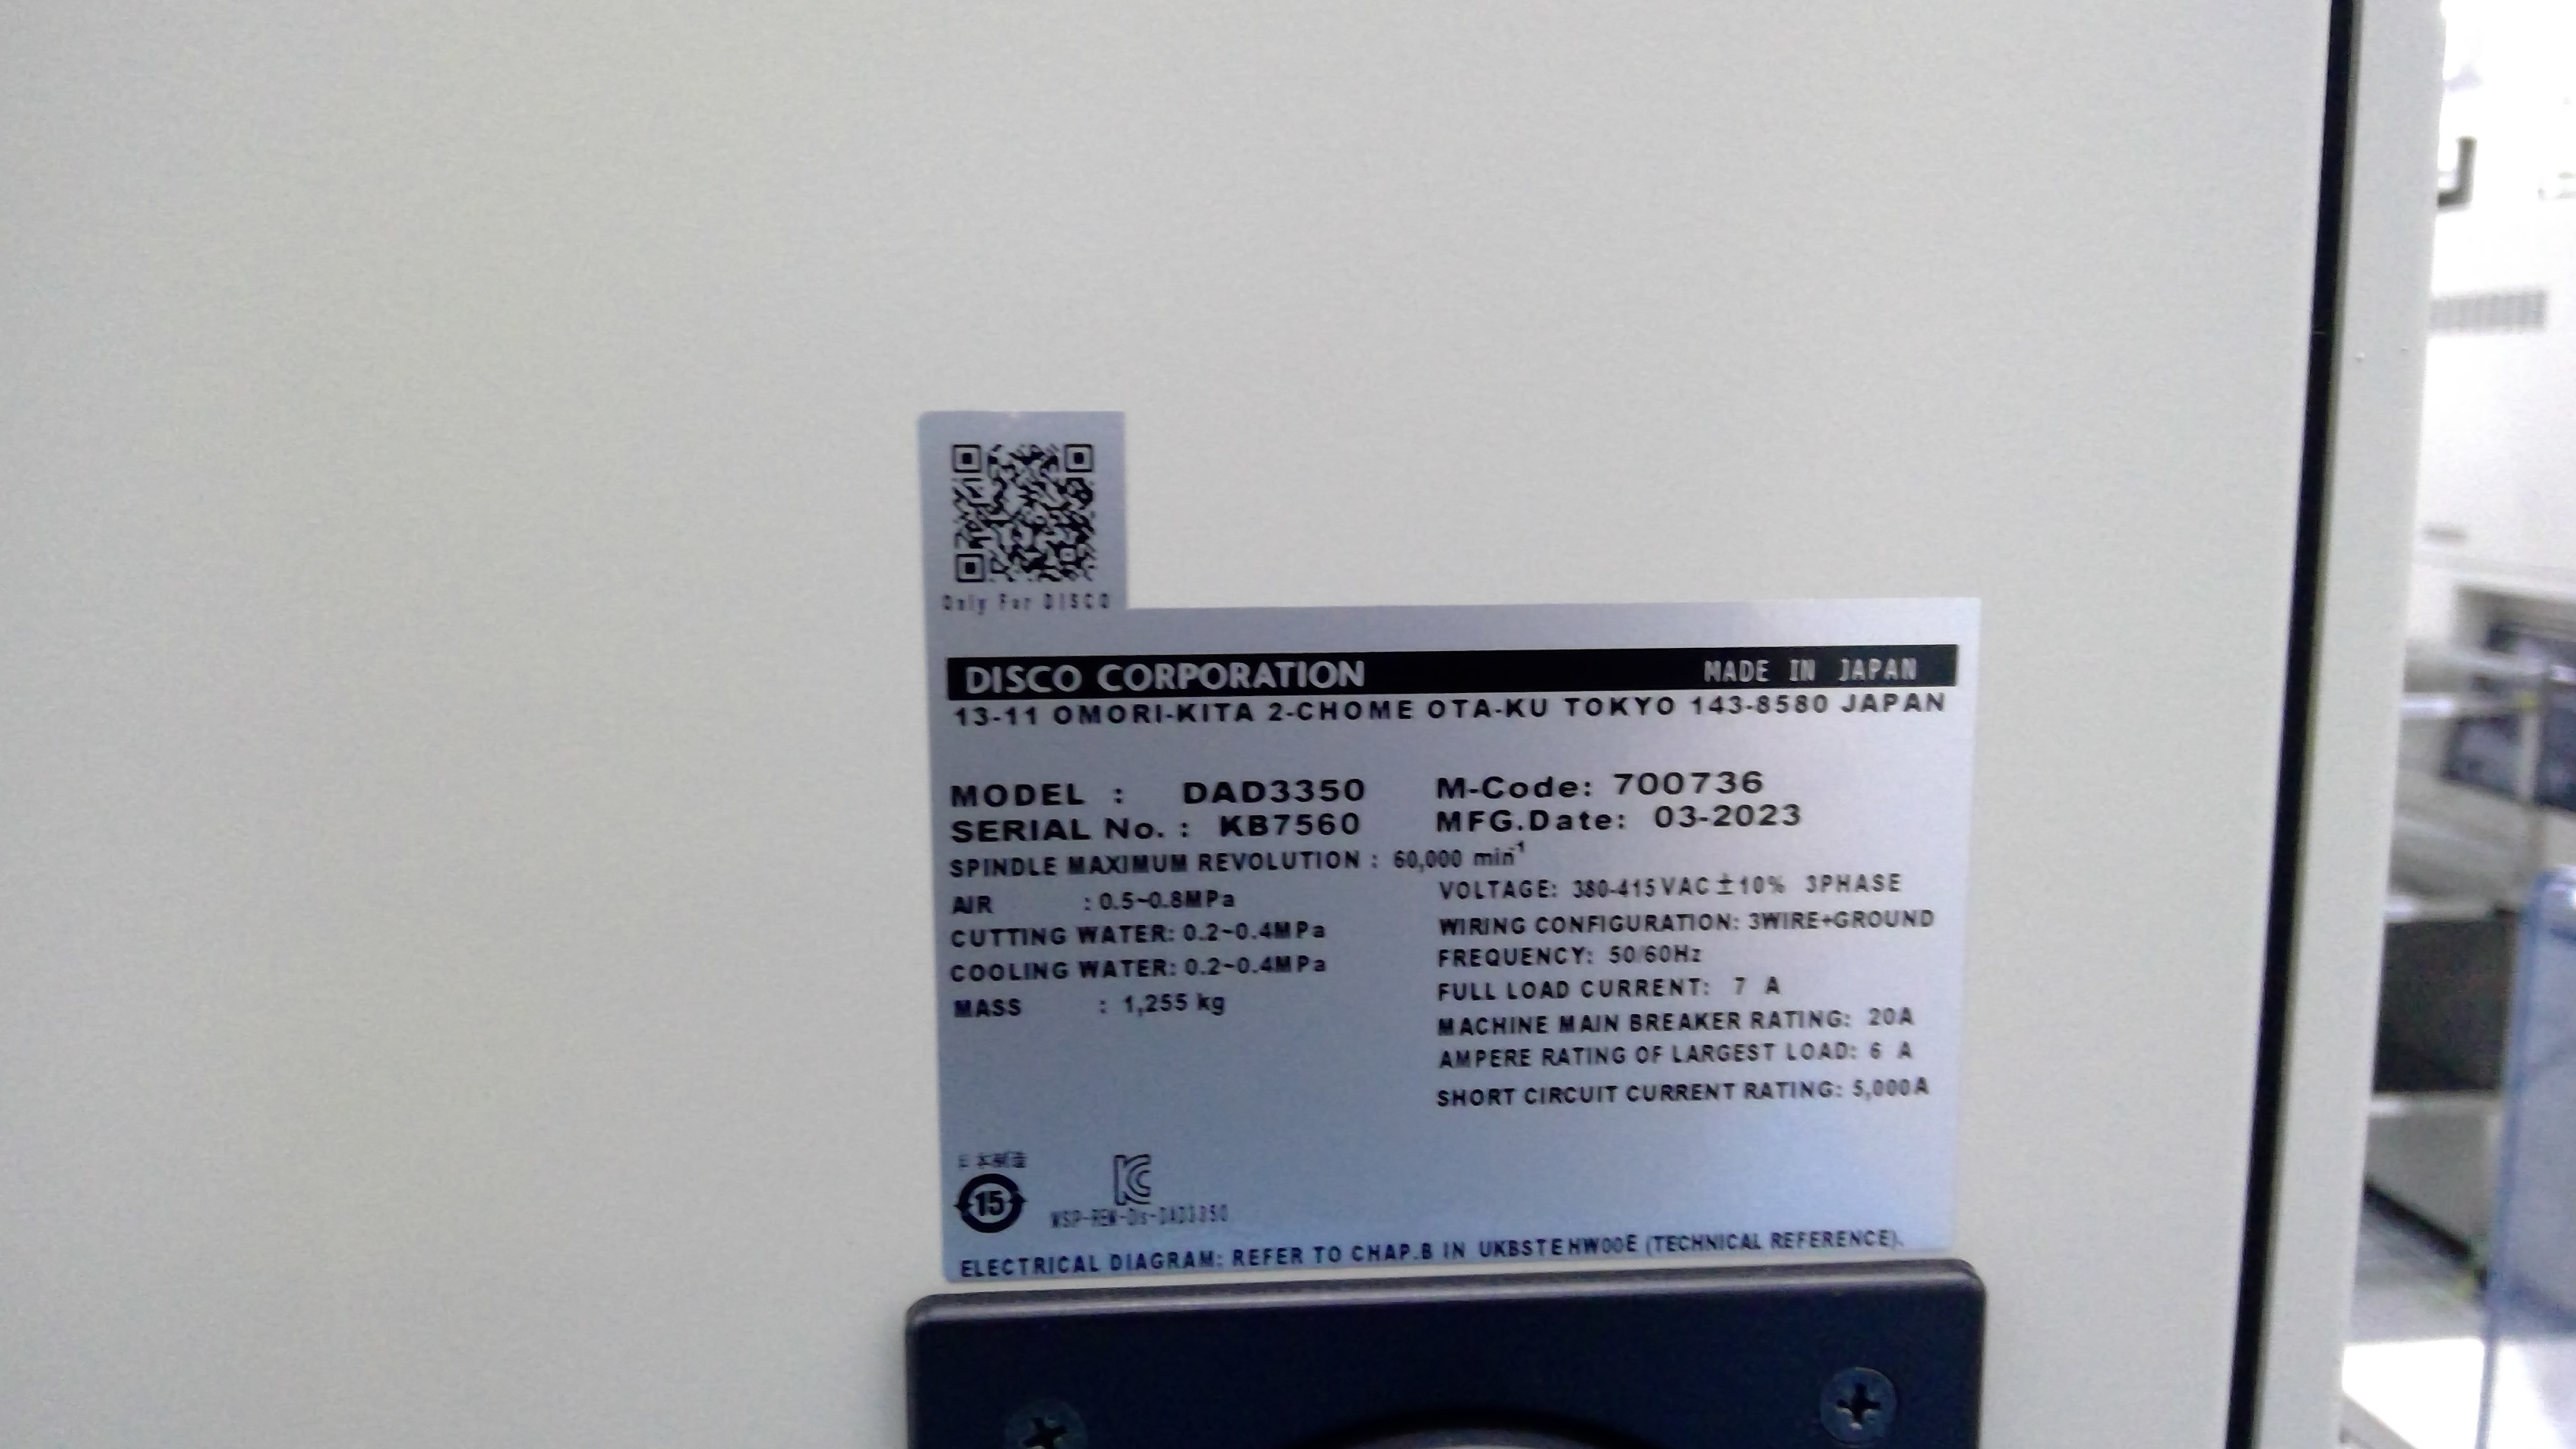 Only For DISCO
DISCO CORPORATION MADE IN JAPAN
13-11 OMORI-KITA 2-CHOME OTA-KU TOKYO 143-8580 JAPAN
MODEL : DAD3350 M-Code: 700736
SERIAL No. : KB7560 MFG.Date: 03-2023
SPINDLE MAXIMUM REVOLUTION : 60,000 min⁻¹
AIR : 0.5~0.8MPa
CUTTING WATER: 0.2~0.4MPa
COOLING WATER: 0.2~0.4MPa
MASS : 1,255 kg
VOLTAGE: 380-415VAC±10% 3PHASE
WIRING CONFIGURATION: 3WIRE+GROUND
FREQUENCY: 50/60Hz
FULL LOAD CURRENT: 7 A
MACHINE MAIN BREAKER RATING: 20A
AMPERE RATING OF LARGEST LOAD: 6 A
SHORT CIRCUIT CURRENT RATING: 5,000A
日本製造
15
KC
WSP-REM-Dis-DAD3350
ELECTRICAL DIAGRAM: REFER TO CHAP.B IN UKBSTEHW00E (TECHNICAL REFERENCE).